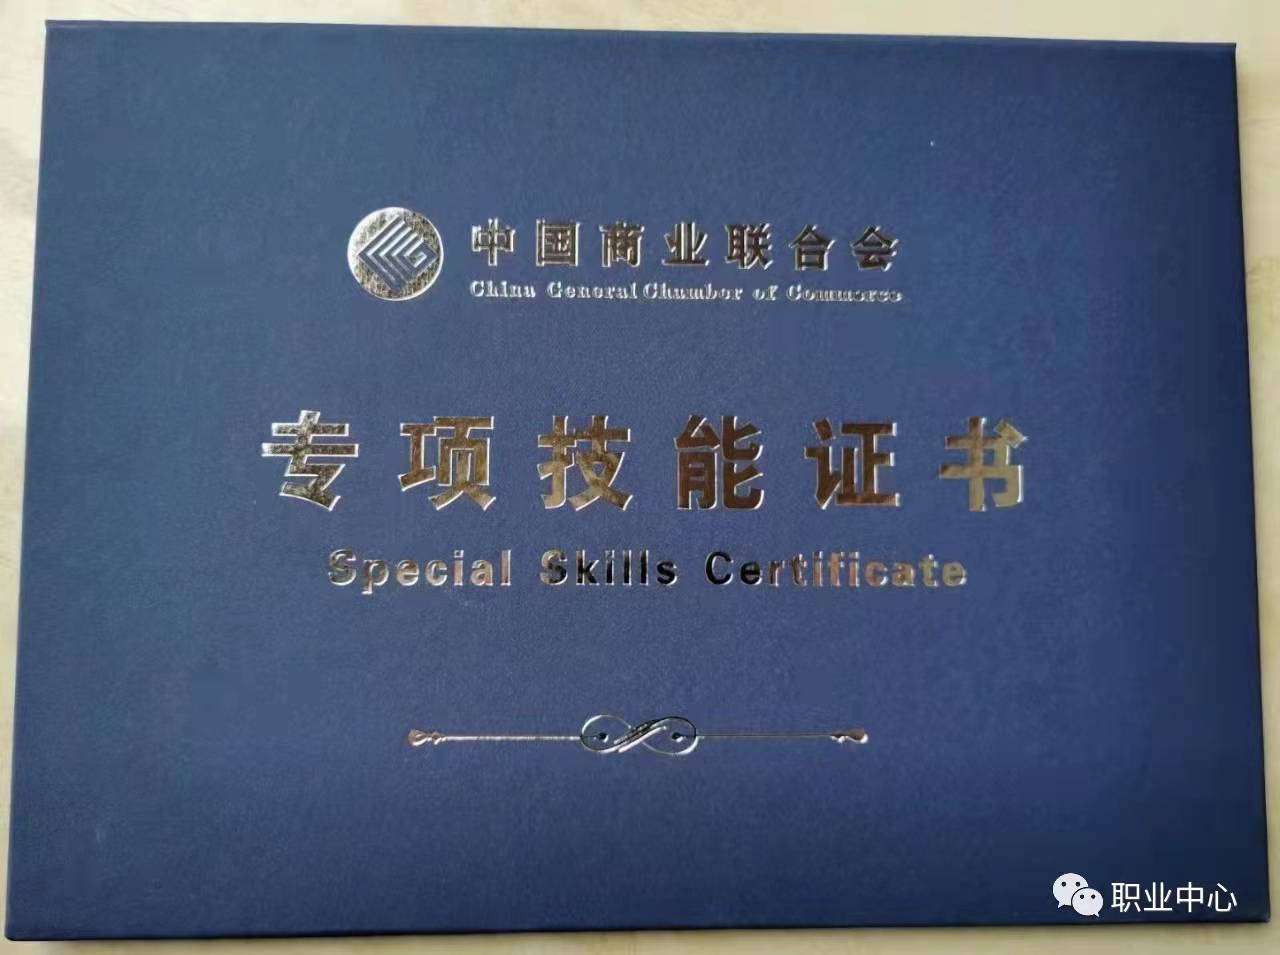 中国商业联合会
China General Chamber of Commerce
专项技能证书
Special Skills Certificate
职业中心